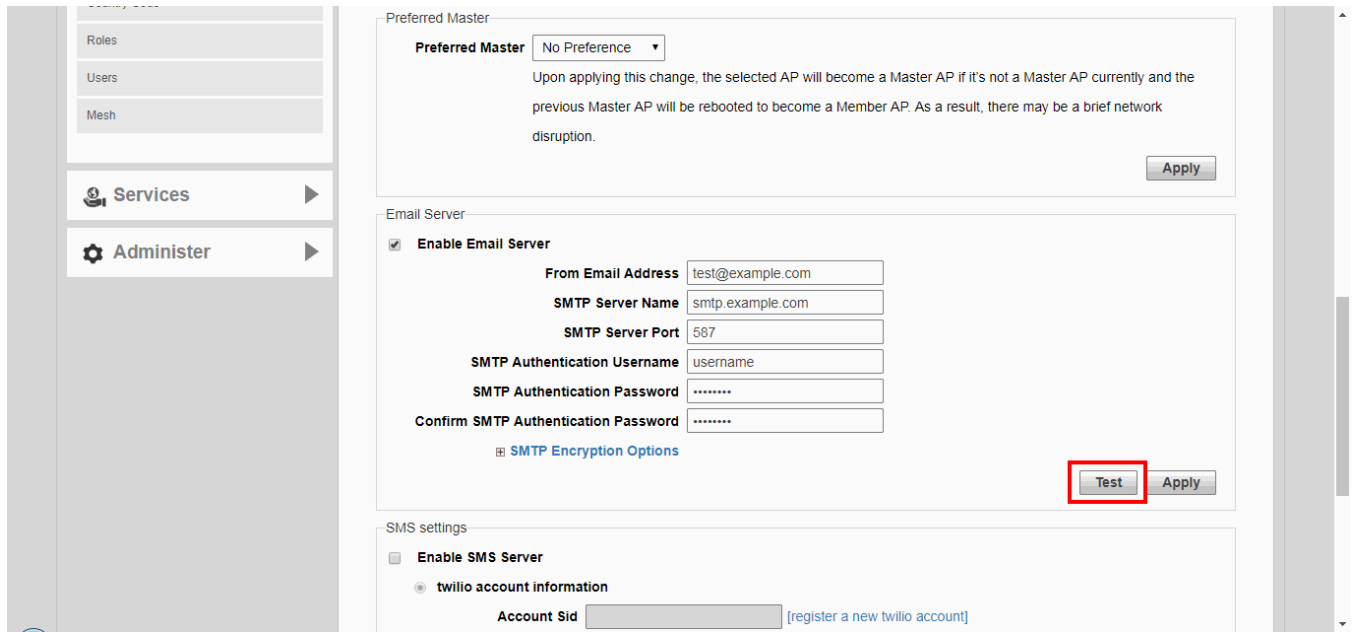 Country Code
Roles
Users
Mesh
Services
Administer
Preferred Master
Preferred Master No Preference
Upon applying this change, the selected AP will become a Master AP if it's not a Master AP currently and the
previous Master AP will be rebooted to become a Member AP. As a result, there may be a brief network
disruption.
Apply
Email Server
Enable Email Server
From Email Address test@example.com
SMTP Server Name smtp.example.com
SMTP Server Port 587
SMTP Authentication Username username
SMTP Authentication Password ········
Confirm SMTP Authentication Password ········
SMTP Encryption Options
Test Apply
SMS settings
Enable SMS Server
twilio account information
Account Sid [register a new twilio account]